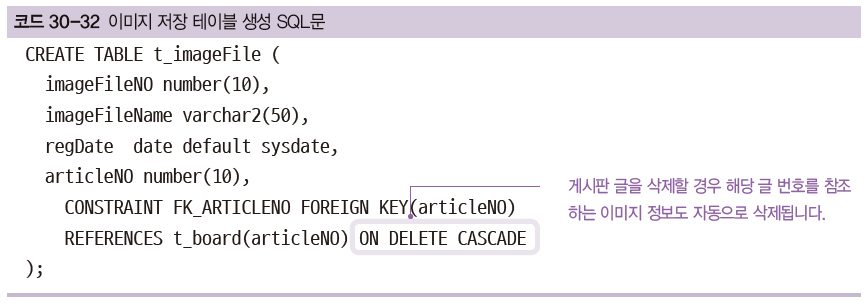 코드 30-32 이미지 저장 테이블 생성 SQL문
CREATE TABLE t_imageFile (
imageFileNO number(10),
imageFileName varchar2(50),
regDate  date default sysdate,
articleNO number(10),
CONSTRAINT FK_ARTICLENO FOREIGN KEY(articleNO)
REFERENCES t_board(articleNO) ON DELETE CASCADE
);
게시판 글을 삭제할 경우 해당 글 번호를 참조
하는 이미지 정보도 자동으로 삭제됩니다.